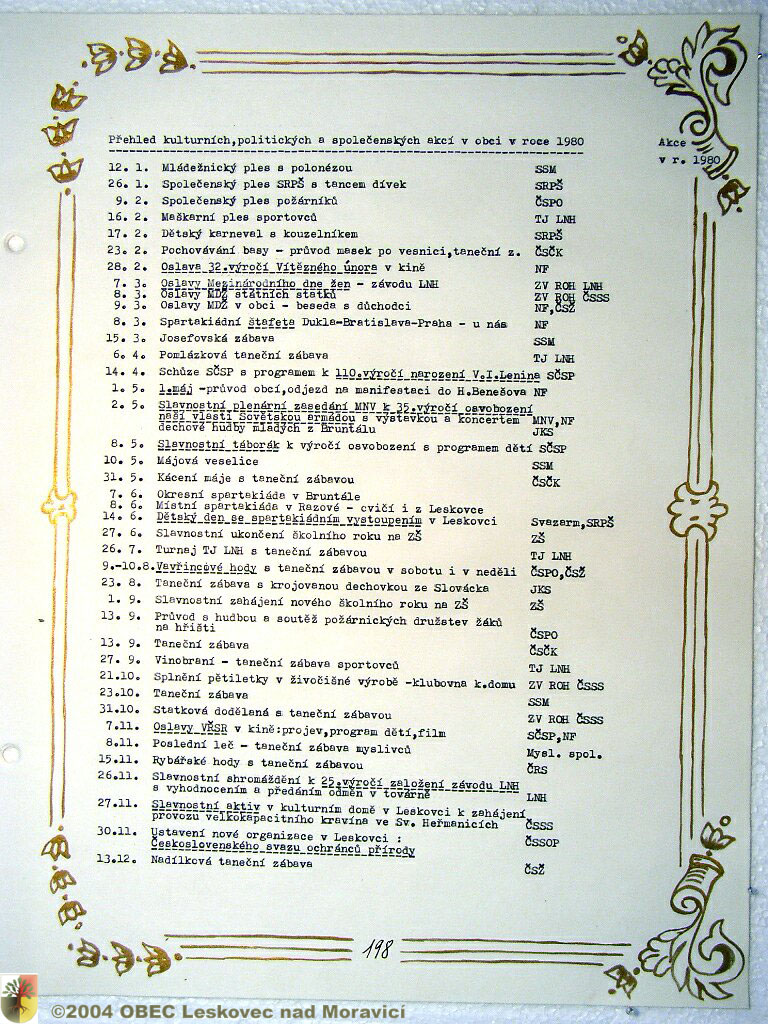 Přehled kulturních,politických a společenských akcí v obci v roce 1980
Akce
v r. 1980
12. 1. Mládežnický ples s polonézou SSM
26. 1. Společenský ples SRPŠ s tancem dívek SRPŠ
9. 2. Společenský ples požárníků ČSPO
16. 2. Maškarní ples sportovců TJ LNH
17. 2. Dětský karneval s kouzelníkem SRPŠ
23. 2. Pochovávání basy - průvod masek po vesnici,taneční z. ČSČK
28. 2. Oslava 32.výročí Vítězného února v kině NF
7. 3. Oslavy Mezinárodního dne žen - závodu LNH ZV ROH LNH
8. 3. Oslavy MDŽ státních statků ZV ROH ČSSS
9. 3. Oslavy MDŽ v obci - beseda s důchodci NF,ČSŽ
8. 3. Spartakiádní štafeta Dukla-Bratislava-Praha - u nás NF
15. 3. Josefovská zábava SSM
6. 4. Pomlázková taneční zábava TJ LNH
14. 4. Schůze SČSP s programem k 110.výročí narození V.I.Lenina SČSP
1. 5. 1.máj -průvod obcí,odjezd na manifestaci do H.Benešova NF
2. 5. Slavnostní plenární zasedání MNV k 35.výročí osvobození
naší vlasti Sovětskou armádou s výstavkou a koncertem MNV,NF
dechové hudby mladých z Bruntálu JKS
8. 5. Slavnostní táborák k výročí osvobození s programem dětí SČSP
10. 5. Májová veselice SSM
31. 5. Kácení máje s taneční zábavou ČSČK
7. 6. Okresní spartakiáda v Bruntále
8. 6. Místní spartakiáda v Razové - cvičí i z Leskovce
14. 6. Dětský den se spartakiádním vystoupením v Leskovci Svazarm,SRPŠ
27. 6. Slavnostní ukončení školního roku na ZŠ ZŠ
26. 7. Turnaj TJ LNH s taneční zábavou TJ LNH
9.-10.8.Vavřincové hody s taneční zábavou v sobotu i v neděli ČSPO,ČSŽ
23. 8. Taneční zábava s krojovanou dechovkou ze Slovácka JKS
1. 9. Slavnostní zahájení nového školního roku na ZŠ ZŠ
13. 9. Průvod s hudbou a soutěž požárnických družstev žáků
na hřišti ČSPO
13. 9. Taneční zábava ČSČK
27. 9. Vinobraní - taneční zábava sportovců TJ LNH
21.10. Splnění pětiletky v živočišné výrobě -klubovna k.domu ZV ROH ČSSS
23.10. Taneční zábava SSM
31.10. Statková dodělaná s taneční zábavou ZV ROH ČSSS
7.11. Oslavy VŘSR v kině:projev,program dětí,film SČSP,NF
8.11. Poslední leč - taneční zábava myslivců Mysl. spol.
15.11. Rybářské hody s taneční zábavou ČRS
26.11. Slavnostní shromáždění k 25.výročí založení závodu LNH
s vyhodnocením a předáním odměn v továrně LNH
27.11. Slavnostní aktiv v kulturním domě v Leskovci k zahájení
provozu velkokapacitního kravína ve Sv. Heřmanicích ČSSS
30.11. Ustavení nové organizace v Leskovci :
Československého svazu ochránců přírody ČSSOP
13.12. Nadílková taneční zábava ČSŽ
198
©2004 OBEC Leskovec nad Moravicí